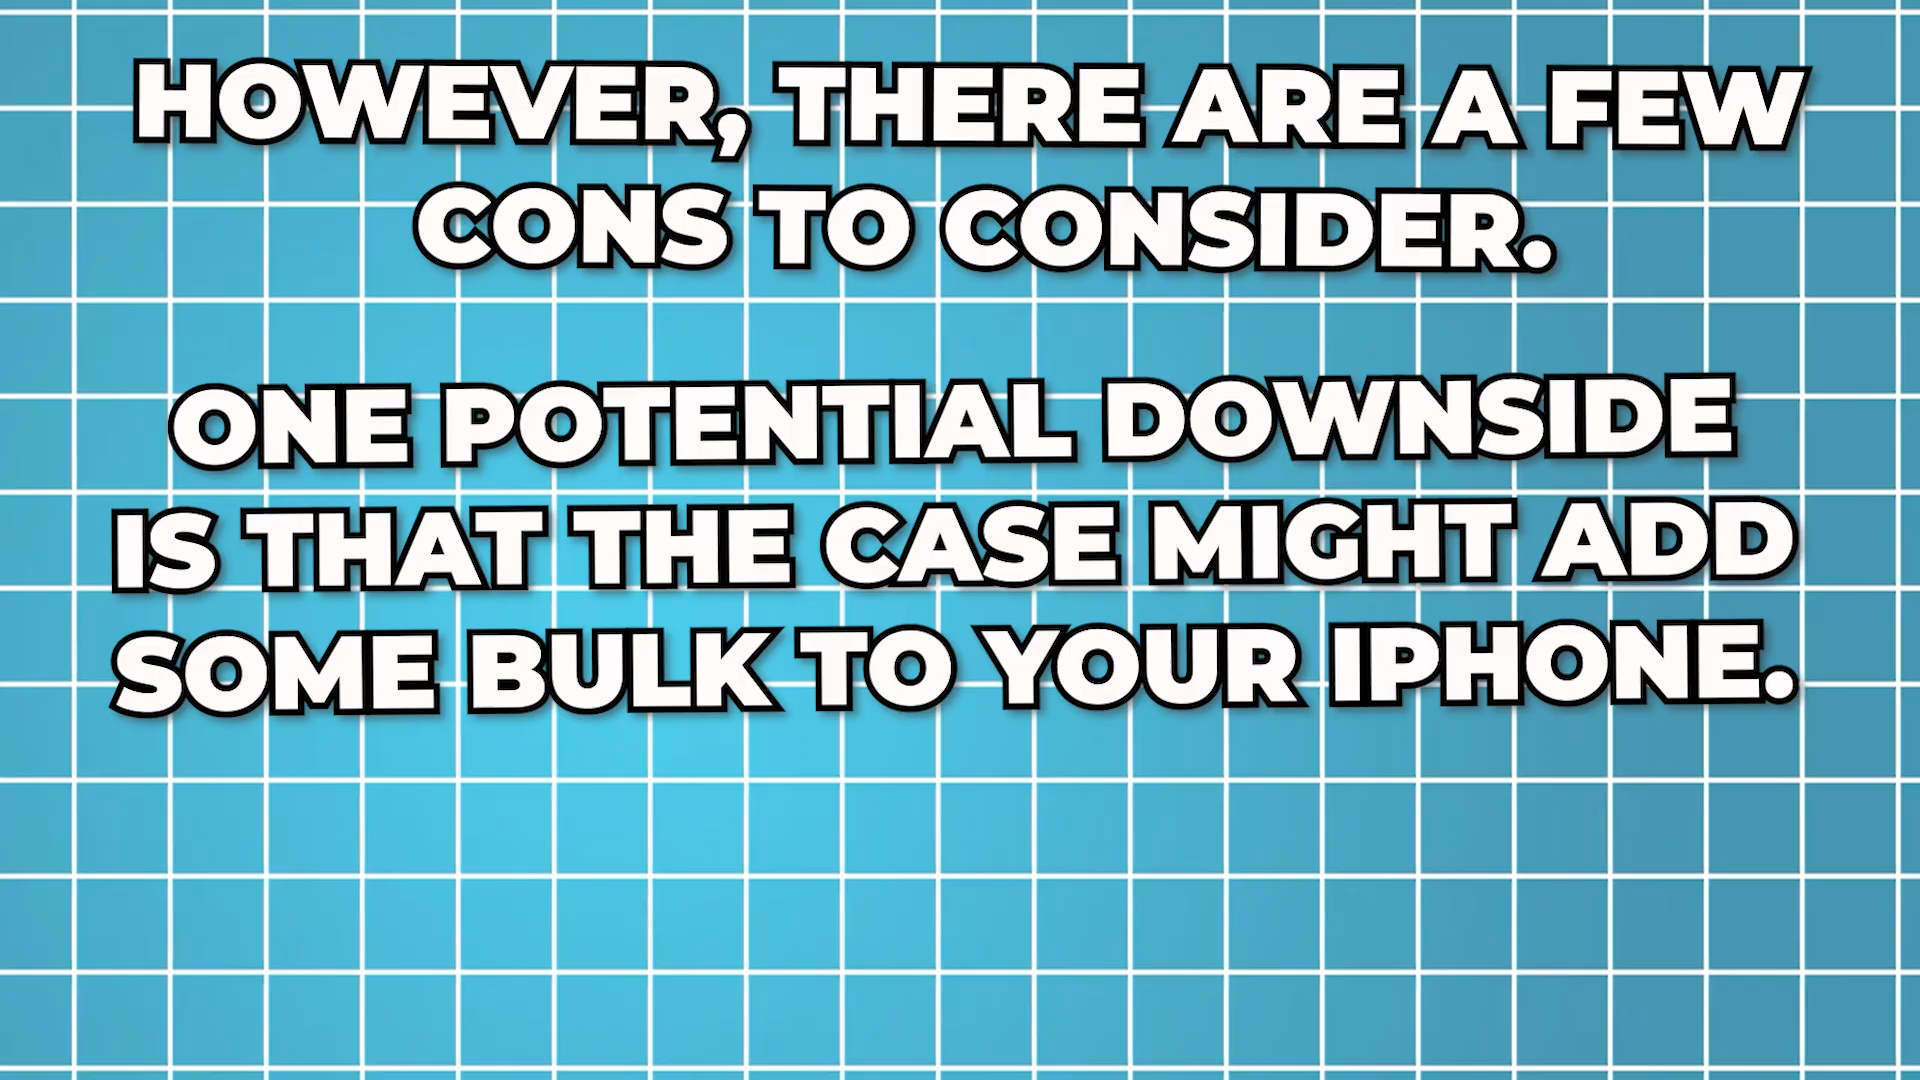 HOWEVER, THERE ARE A FEW
CONS TO CONSIDER.
ONE POTENTIAL DOWNSIDE
IS THAT THE CASE MIGHT ADD
SOME BULK TO YOUR IPHONE.